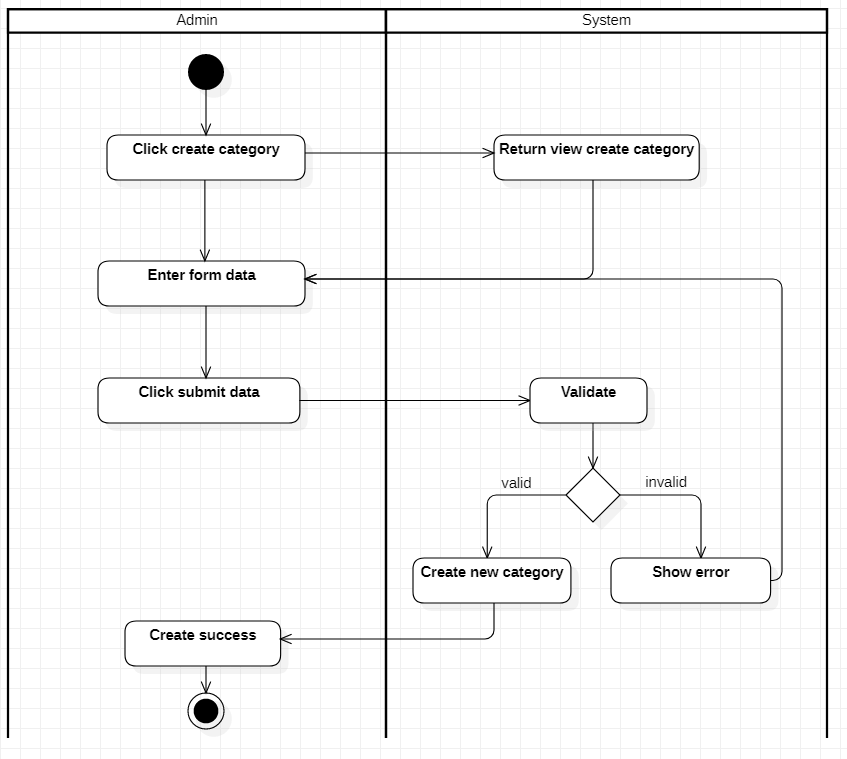 Admin
System
Click create category
Return view create category
Enter form data
Click submit data
Validate
valid
invalid
Create new category
Show error
Create success